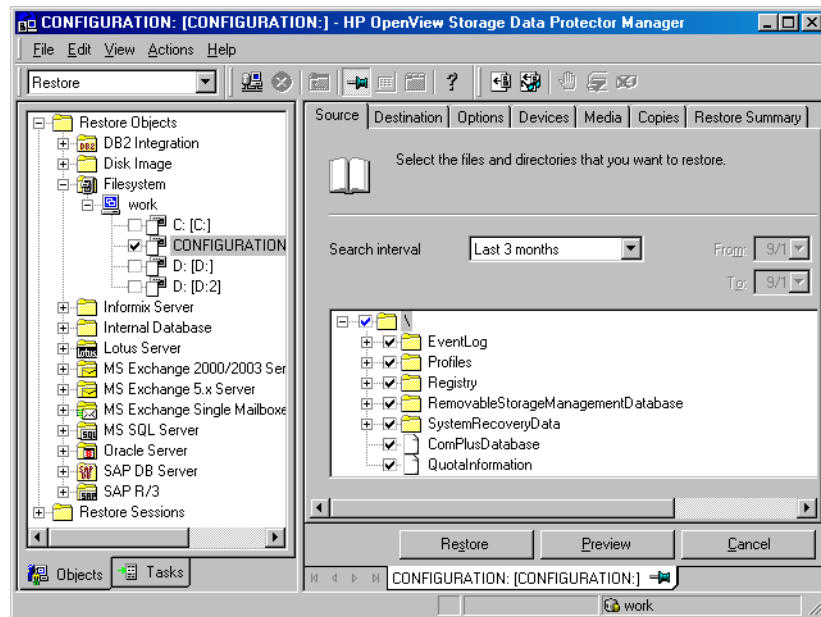 CONFIGURATION: [CONFIGURATION:] - HP OpenView Storage Data Protector Manager
File Edit View Actions Help
Restore
Restore Objects
DB2 Integration
Disk Image
Filesystem
work
C: [C:]
CONFIGURATION
D: [D:]
D: [D:2]
Informix Server
Internal Database
Lotus Server
MS Exchange 2000/2003 Ser
MS Exchange 5.x Server
MS Exchange Single Mailboxe
MS SQL Server
Oracle Server
SAP DB Server
SAP R/3
Restore Sessions
Objects Tasks
Source Destination Options Devices Media Copies Restore Summary
Select the files and directories that you want to restore.
Search interval Last 3 months From: 9/1
To: 9/1
\
EventLog
Profiles
Registry
RemovableStorageManagementDatabase
SystemRecoveryData
ComPlusDatabase
QuotaInformation
Restore Preview Cancel
CONFIGURATION: [CONFIGURATION:]
work